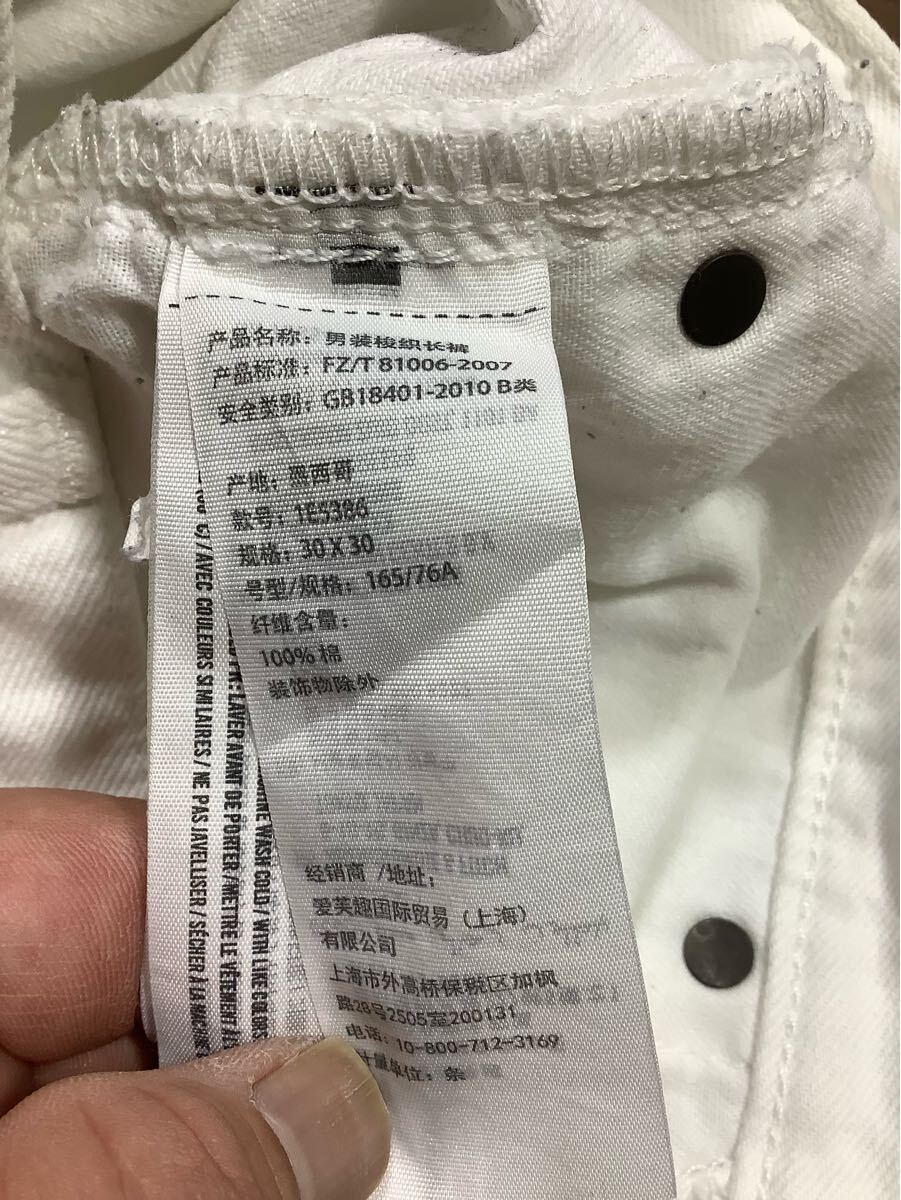 产品名称：男装梭织长裤
产品标准：FZ/T 81006-2007
安全类别：GB18401-2010 B类
产地：墨西哥
款号：1E5386
规格：30 X 30
号型/规格：165/76A
纤维含量：
100% 棉
装饰物除外
经销商 /地址：
爱芙趣国际贸易（上海）
有限公司
上海市外高桥保税区加枫
路28号2505室200131
电话：10-800-712-3169
计量单位：条
WASH COLD / WITH LIKE COLORS
FR: LAVER AVANT DE PORTER / METTRE LE VÊTEMENT
/ AVEC COULEURS SIMILAIRES / NE PAS JAVELLISER / SÉCHER À LA MACHINE